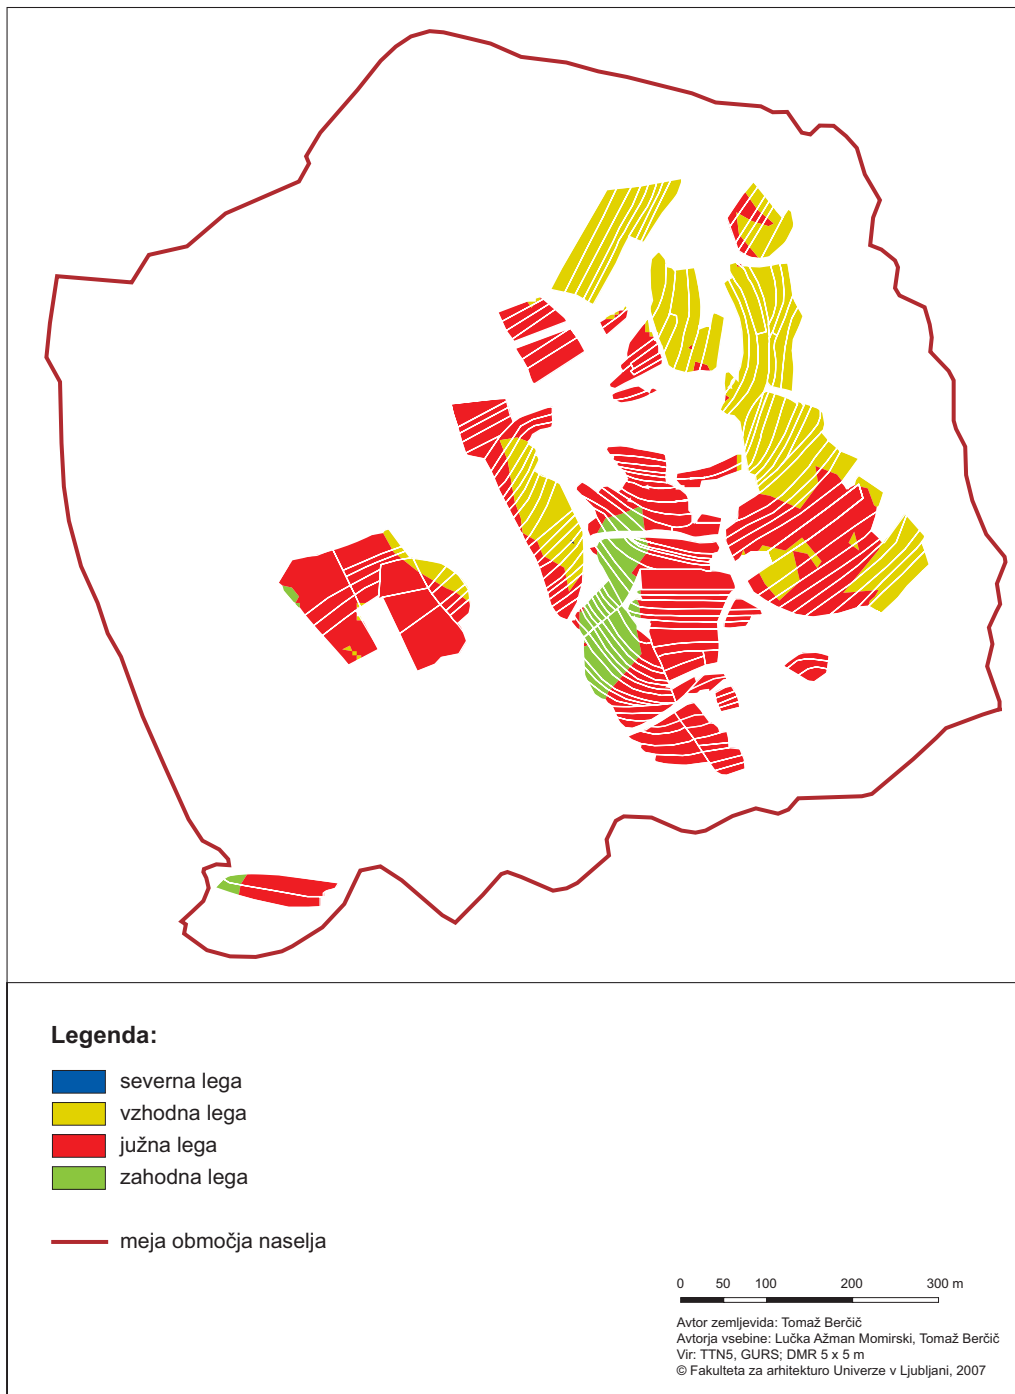 Legenda:
severna lega
vzhodna lega
južna lega
zahodna lega
meja območja naselja
0 50 100 200 300 m
Avtor zemljevida: Tomaž Berčič
Avtorja vsebine: Lučka Ažman Momirski, Tomaž Berčič
Vir: TTN5, GURS; DMR 5 x 5 m
© Fakulteta za arhitekturo Univerze v Ljubljani, 2007